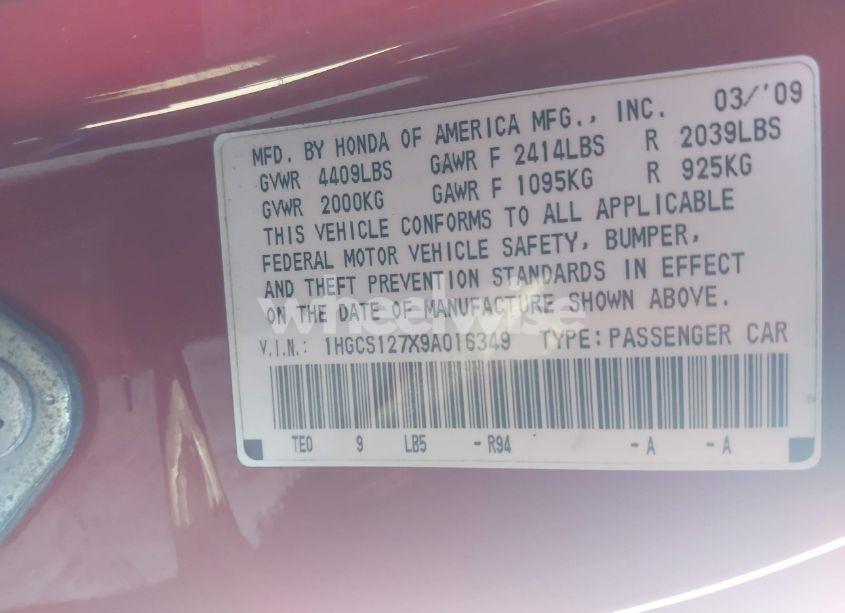 MFD. BY HONDA OF AMERICA MFG., INC. 03/'09
GVWR 4409LBS GAWR F 2414LBS R 2039LBS
GVWR 2000KG GAWR F 1095KG R 925KG
THIS VEHICLE CONFORMS TO ALL APPLICABLE
FEDERAL MOTOR VEHICLE SAFETY, BUMPER,
AND THEFT PREVENTION STANDARDS IN EFFECT
ON THE DATE OF MANUFACTURE SHOWN ABOVE.
wheelwise
V.I.N.: 1HGCS127X9A016349 TYPE: PASSENGER CAR
TE0 9 LB5 - R94 - A - A